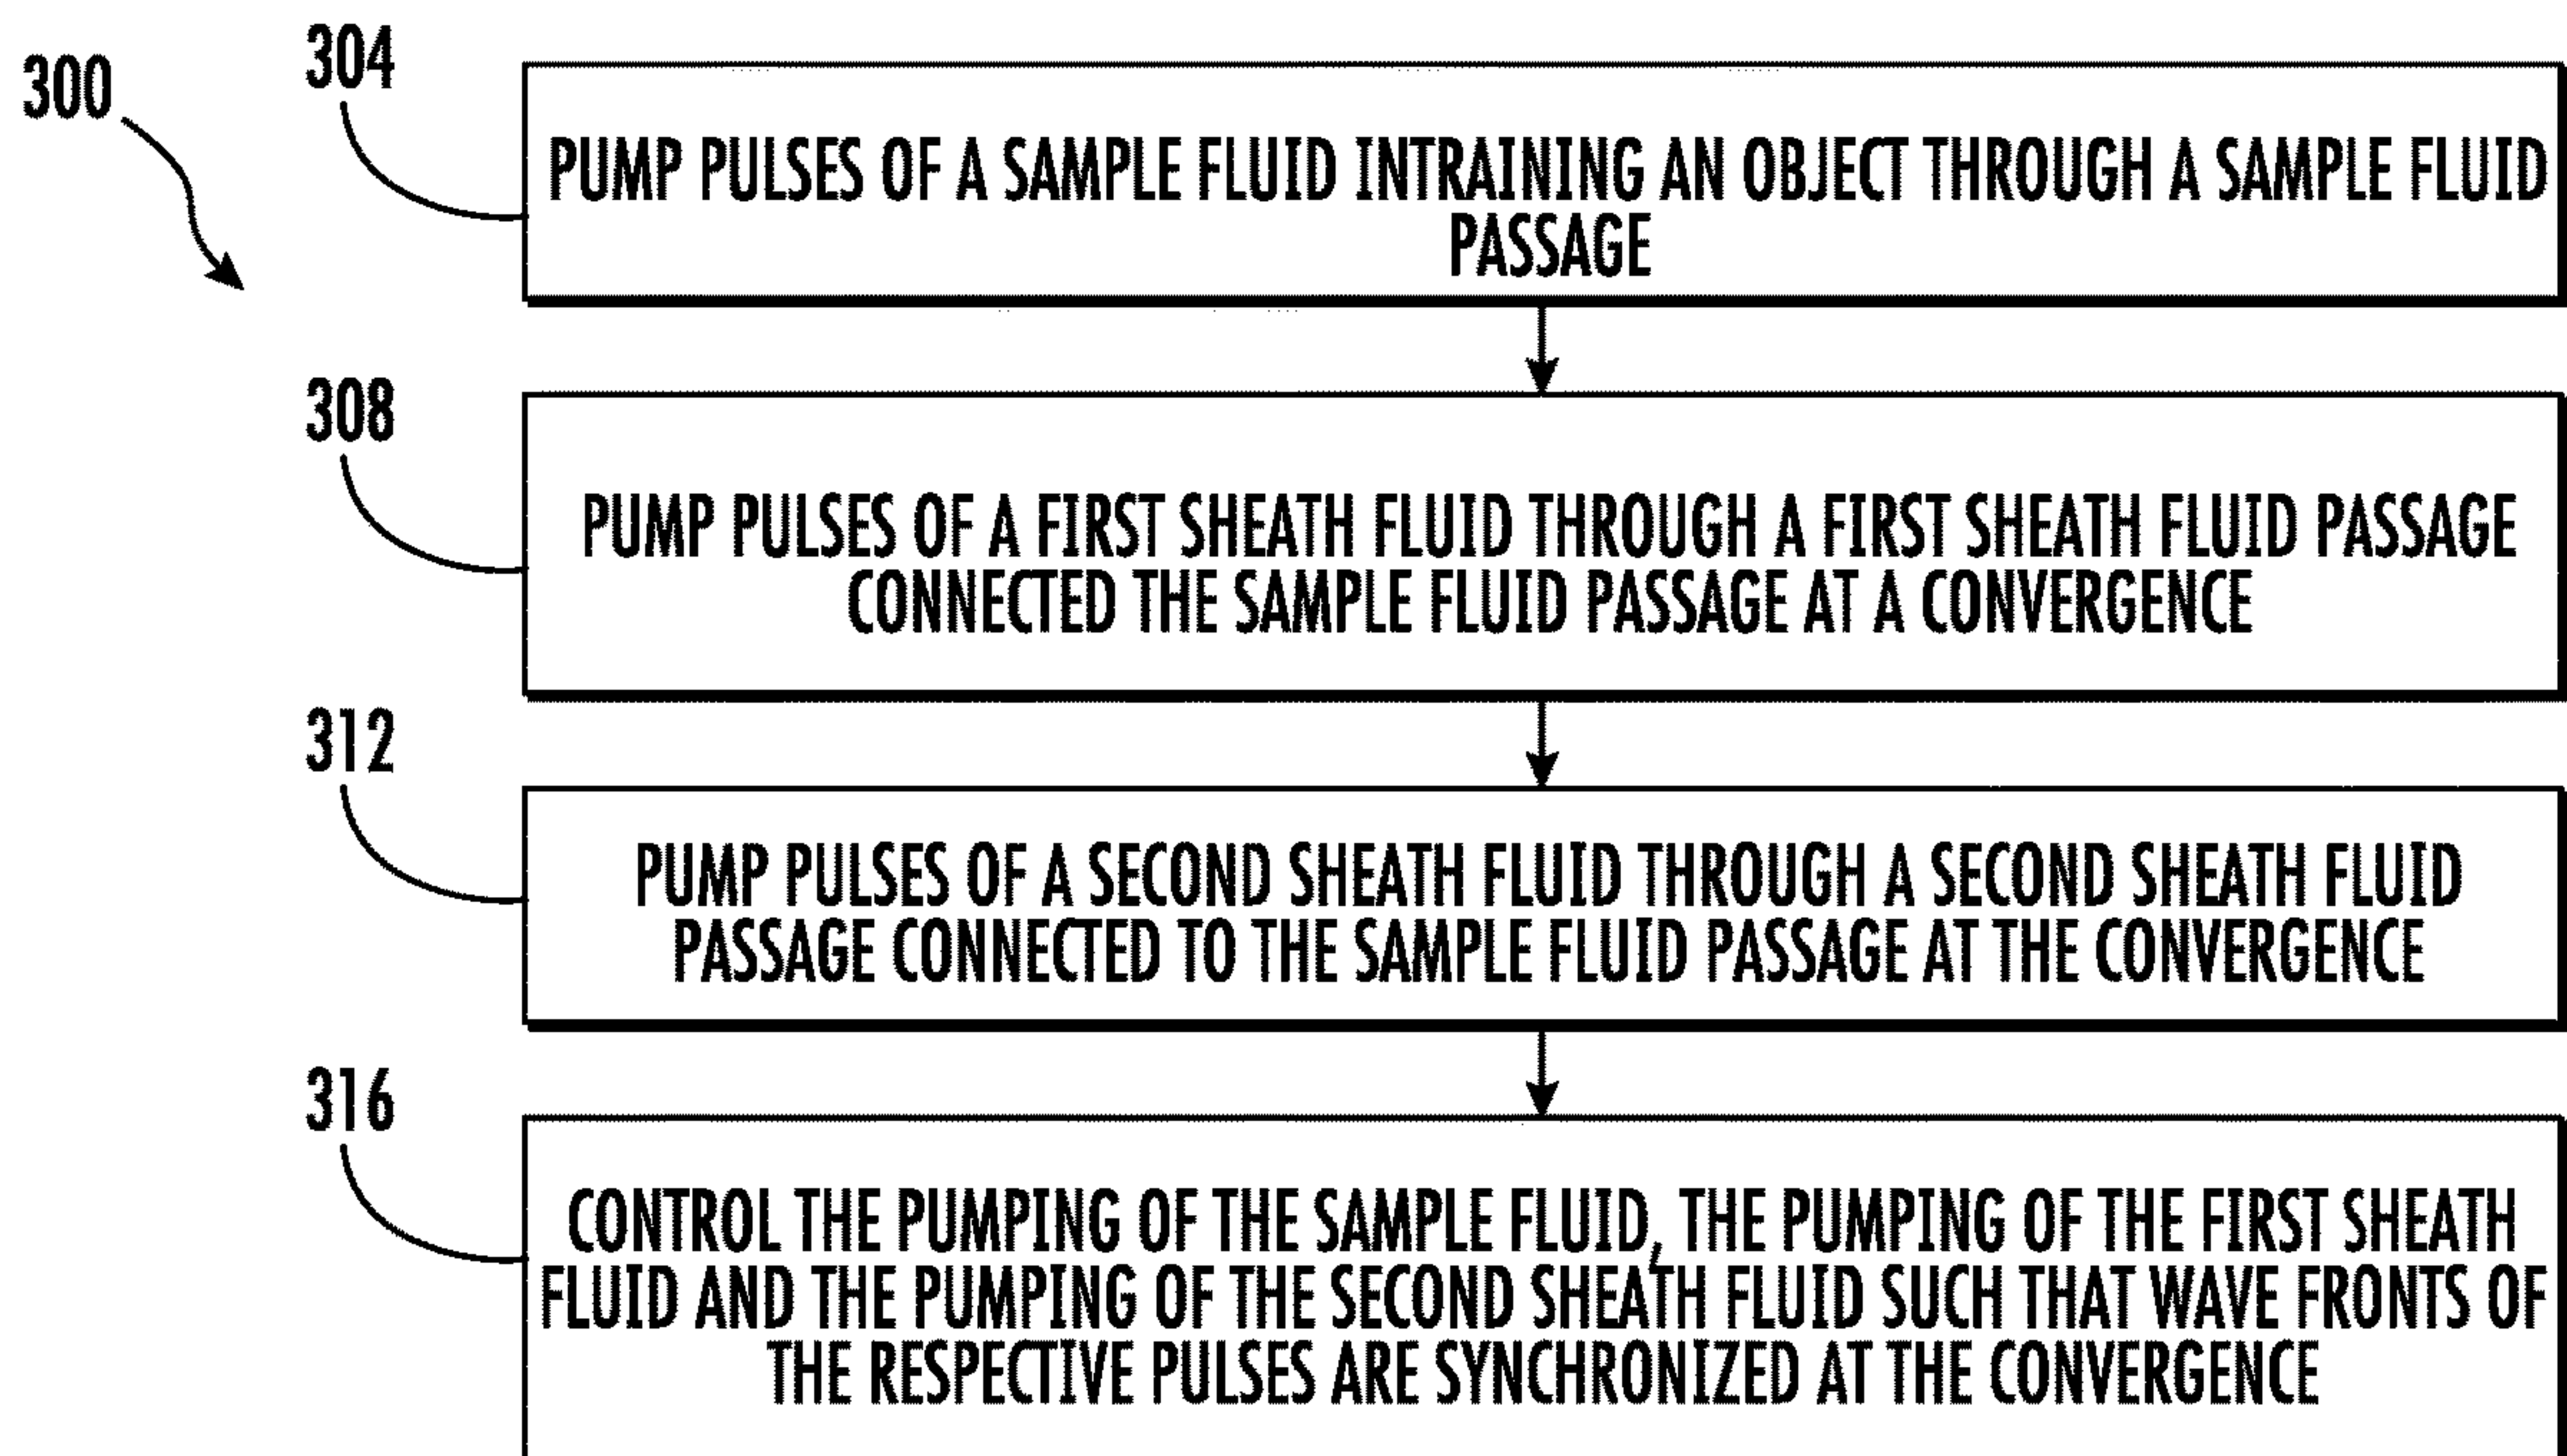 300
304
PUMP PULSES OF A SAMPLE FLUID INTRAINING AN OBJECT THROUGH A SAMPLE FLUID
PASSAGE
308
PUMP PULSES OF A FIRST SHEATH FLUID THROUGH A FIRST SHEATH FLUID PASSAGE
CONNECTED THE SAMPLE FLUID PASSAGE AT A CONVERGENCE
312
PUMP PULSES OF A SECOND SHEATH FLUID THROUGH A SECOND SHEATH FLUID
PASSAGE CONNECTED TO THE SAMPLE FLUID PASSAGE AT THE CONVERGENCE
316
CONTROL THE PUMPING OF THE SAMPLE FLUID, THE PUMPING OF THE FIRST SHEATH
FLUID AND THE PUMPING OF THE SECOND SHEATH FLUID SUCH THAT WAVE FRONTS OF
THE RESPECTIVE PULSES ARE SYNCHRONIZED AT THE CONVERGENCE